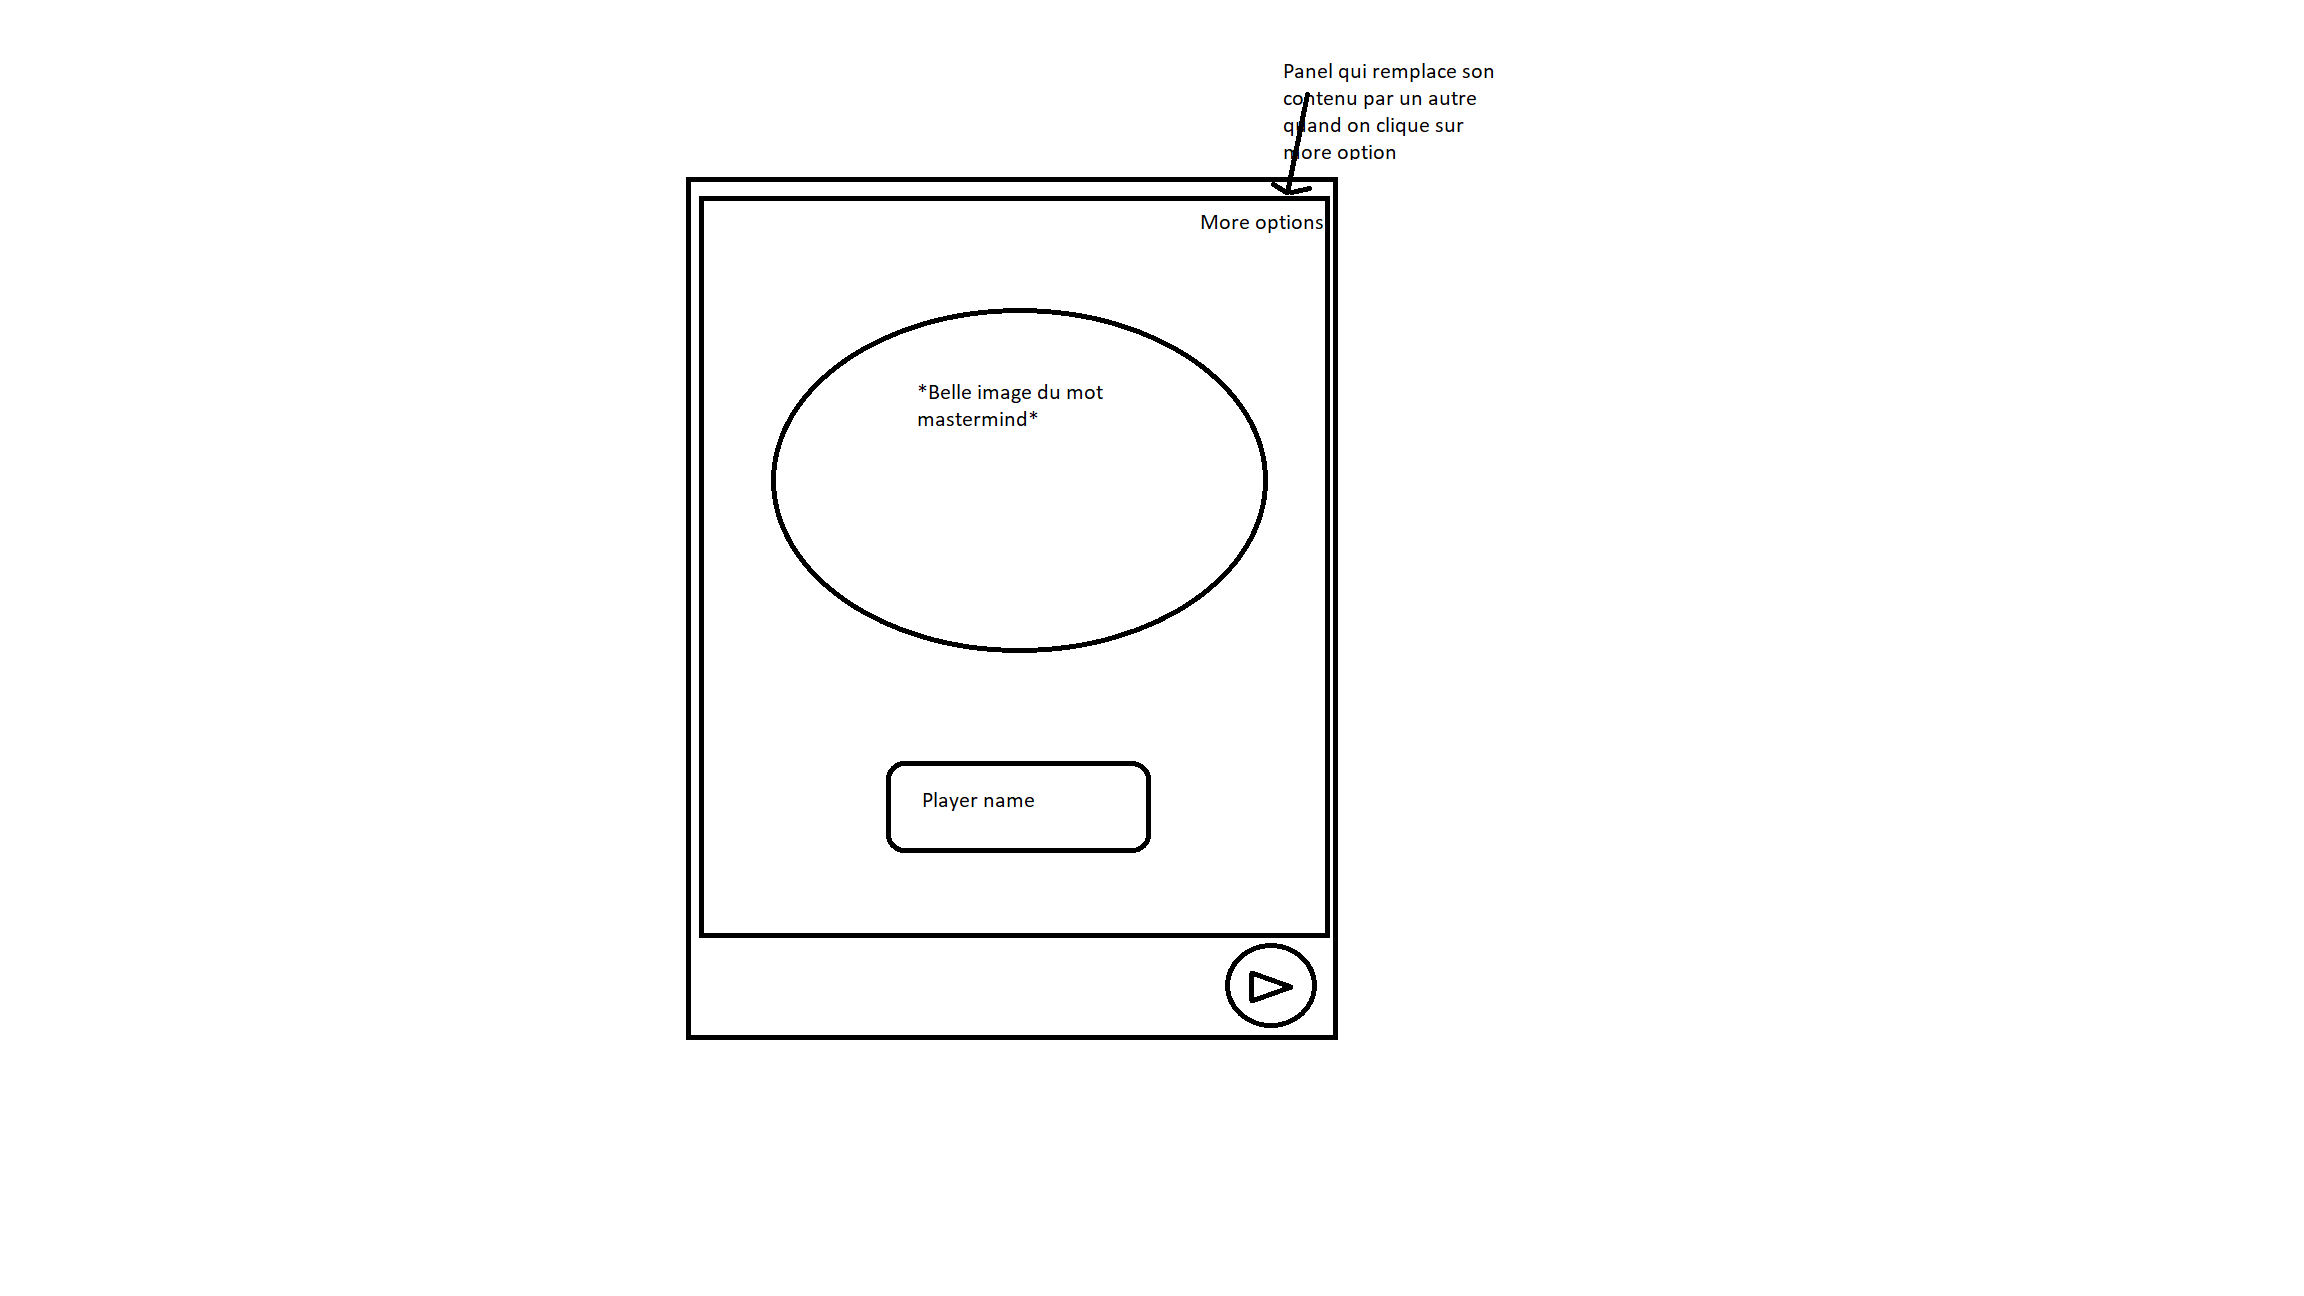 Panel qui remplace son
contenu par un autre
quand on clique sur
more option
More options
*Belle image du mot
mastermind*
Player name